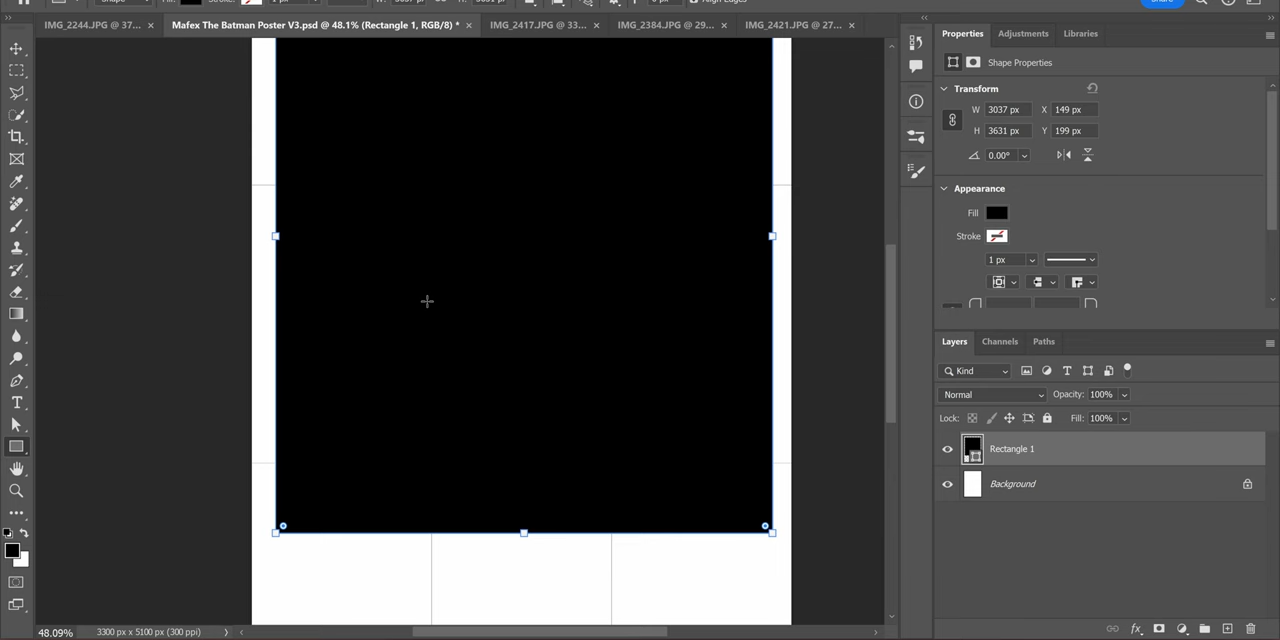 IMG_2244.JPG @ 37... × Mafex The Batman Poster V3.psd @ 48.1% (Rectangle 1, RGB/8) * × IMG_2417.JPG @ 33... × IMG_2384.JPG @ 29... × IMG_2421.JPG @ 27... ×
Properties Adjustments Libraries
Shape Properties
Transform
W 3037 px X 149 px
H 3631 px Y 199 px
0.00°
Appearance
Fill
Stroke
1 px
Layers Channels Paths
Kind
Normal Opacity: 100%
Lock: Fill: 100%
Rectangle 1
Background
48.09% 3300 px x 5100 px (300 ppi)